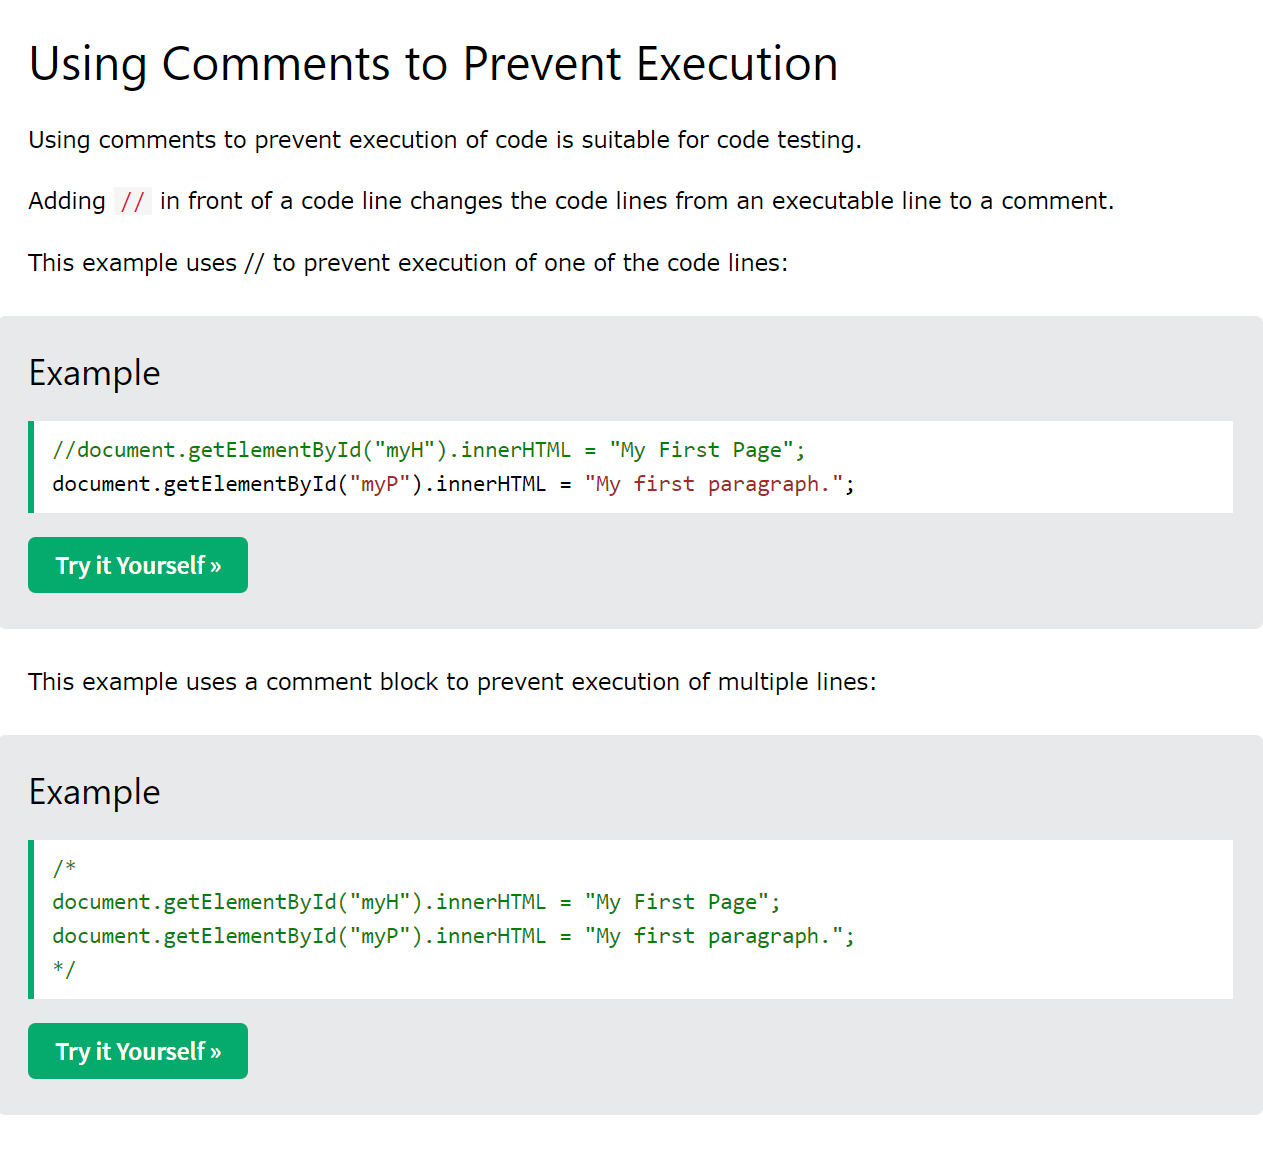 Using Comments to Prevent Execution
Using comments to prevent execution of code is suitable for code testing.
Adding // in front of a code line changes the code lines from an executable line to a comment.
This example uses // to prevent execution of one of the code lines:
Example
//document.getElementById("myH").innerHTML = "My First Page";
document.getElementById("myP").innerHTML = "My first paragraph.";
Try it Yourself »
This example uses a comment block to prevent execution of multiple lines:
Example
/*
document.getElementById("myH").innerHTML = "My First Page";
document.getElementById("myP").innerHTML = "My first paragraph.";
*/
Try it Yourself »